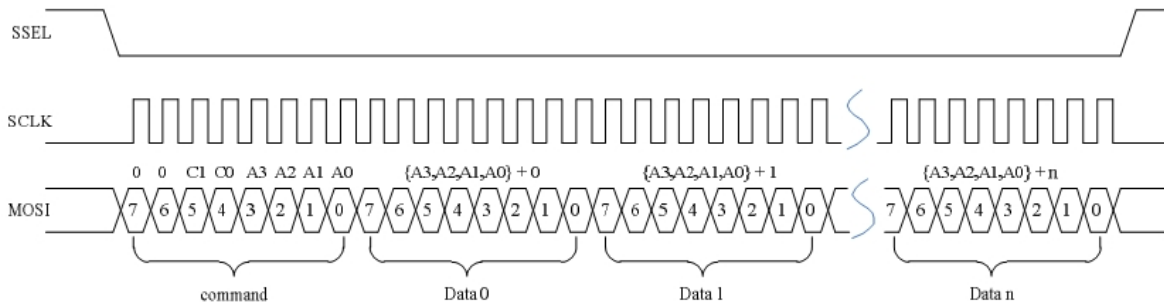 SSEL
SCLK
0 0 C1 C0 A3 A2 A1 A0 {A3,A2,A1,A0} + 0 {A3,A2,A1,A0} + 1 {A3,A2,A1,A0} + n
MOSI 7 6 5 4 3 2 1 0 7 6 5 4 3 2 1 0 7 6 5 4 3 2 1 0 7 6 5 4 3 2 1 0
command Data 0 Data 1 Data n